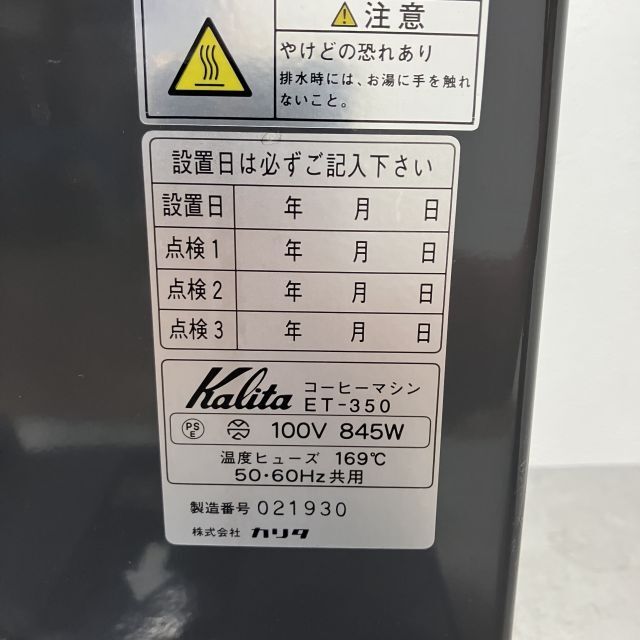 注意
やけどの恐れあり
排水時には、お湯に手を触れ
ないこと。
設置日は必ずご記入下さい
設置日 年 月 日
点検1 年 月 日
点検2 年 月 日
点検3 年 月 日
Kalita コーヒーマシン
ET-350
PSE 100V 845W
温度ヒューズ 169℃
50・60Hz共用
製造番号 021930
株式会社 カリタ